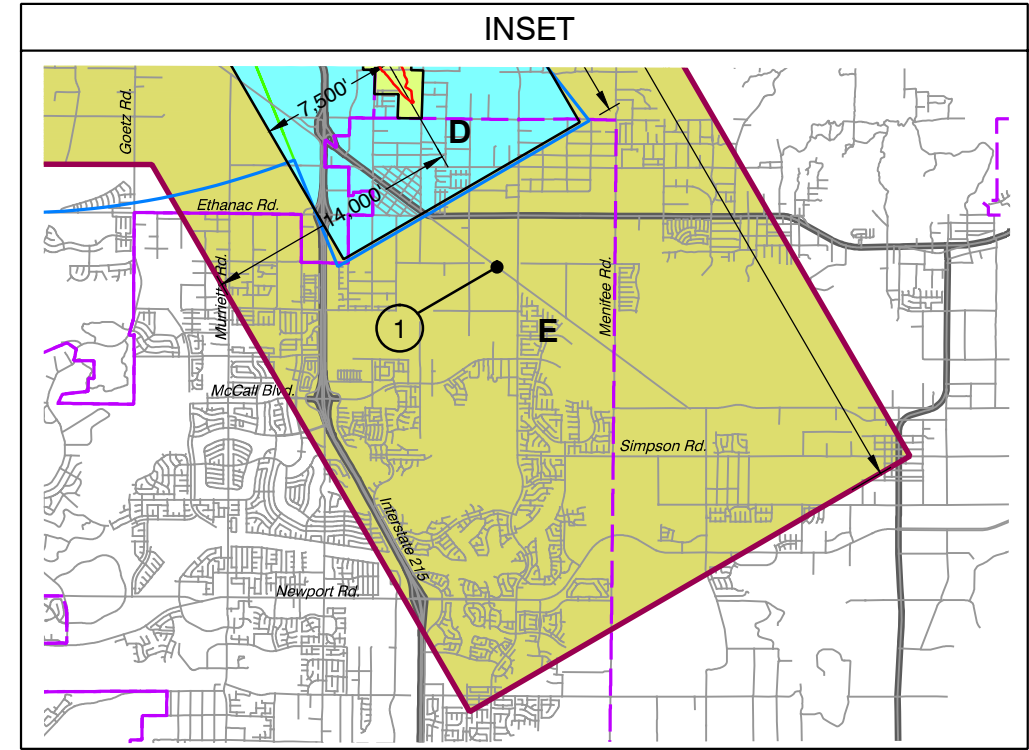 INSET
Goetz Rd.
7,500'
D
14,000'
Ethanac Rd.
Murrieta Rd.
Menifee Rd.
1
E
McCall Blvd.
Simpson Rd.
Interstate 215
Newport Rd.